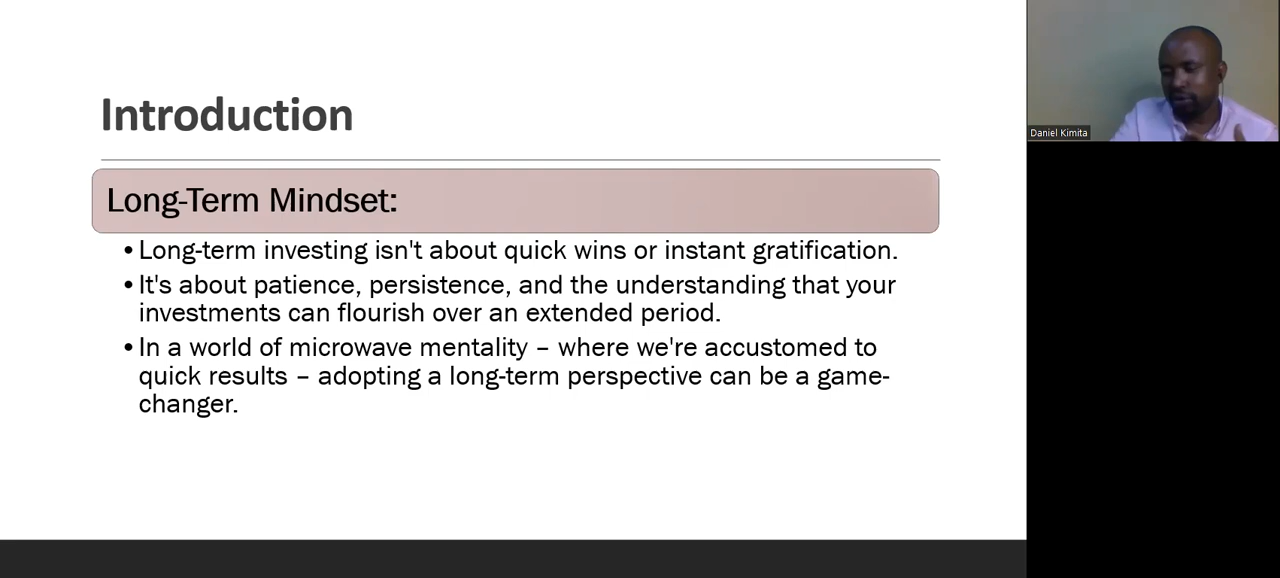 Introduction
Long-Term Mindset:
• Long-term investing isn't about quick wins or instant gratification.
• It's about patience, persistence, and the understanding that your
investments can flourish over an extended period.
• In a world of microwave mentality – where we're accustomed to
quick results – adopting a long-term perspective can be a game-
changer.
Daniel Kimita